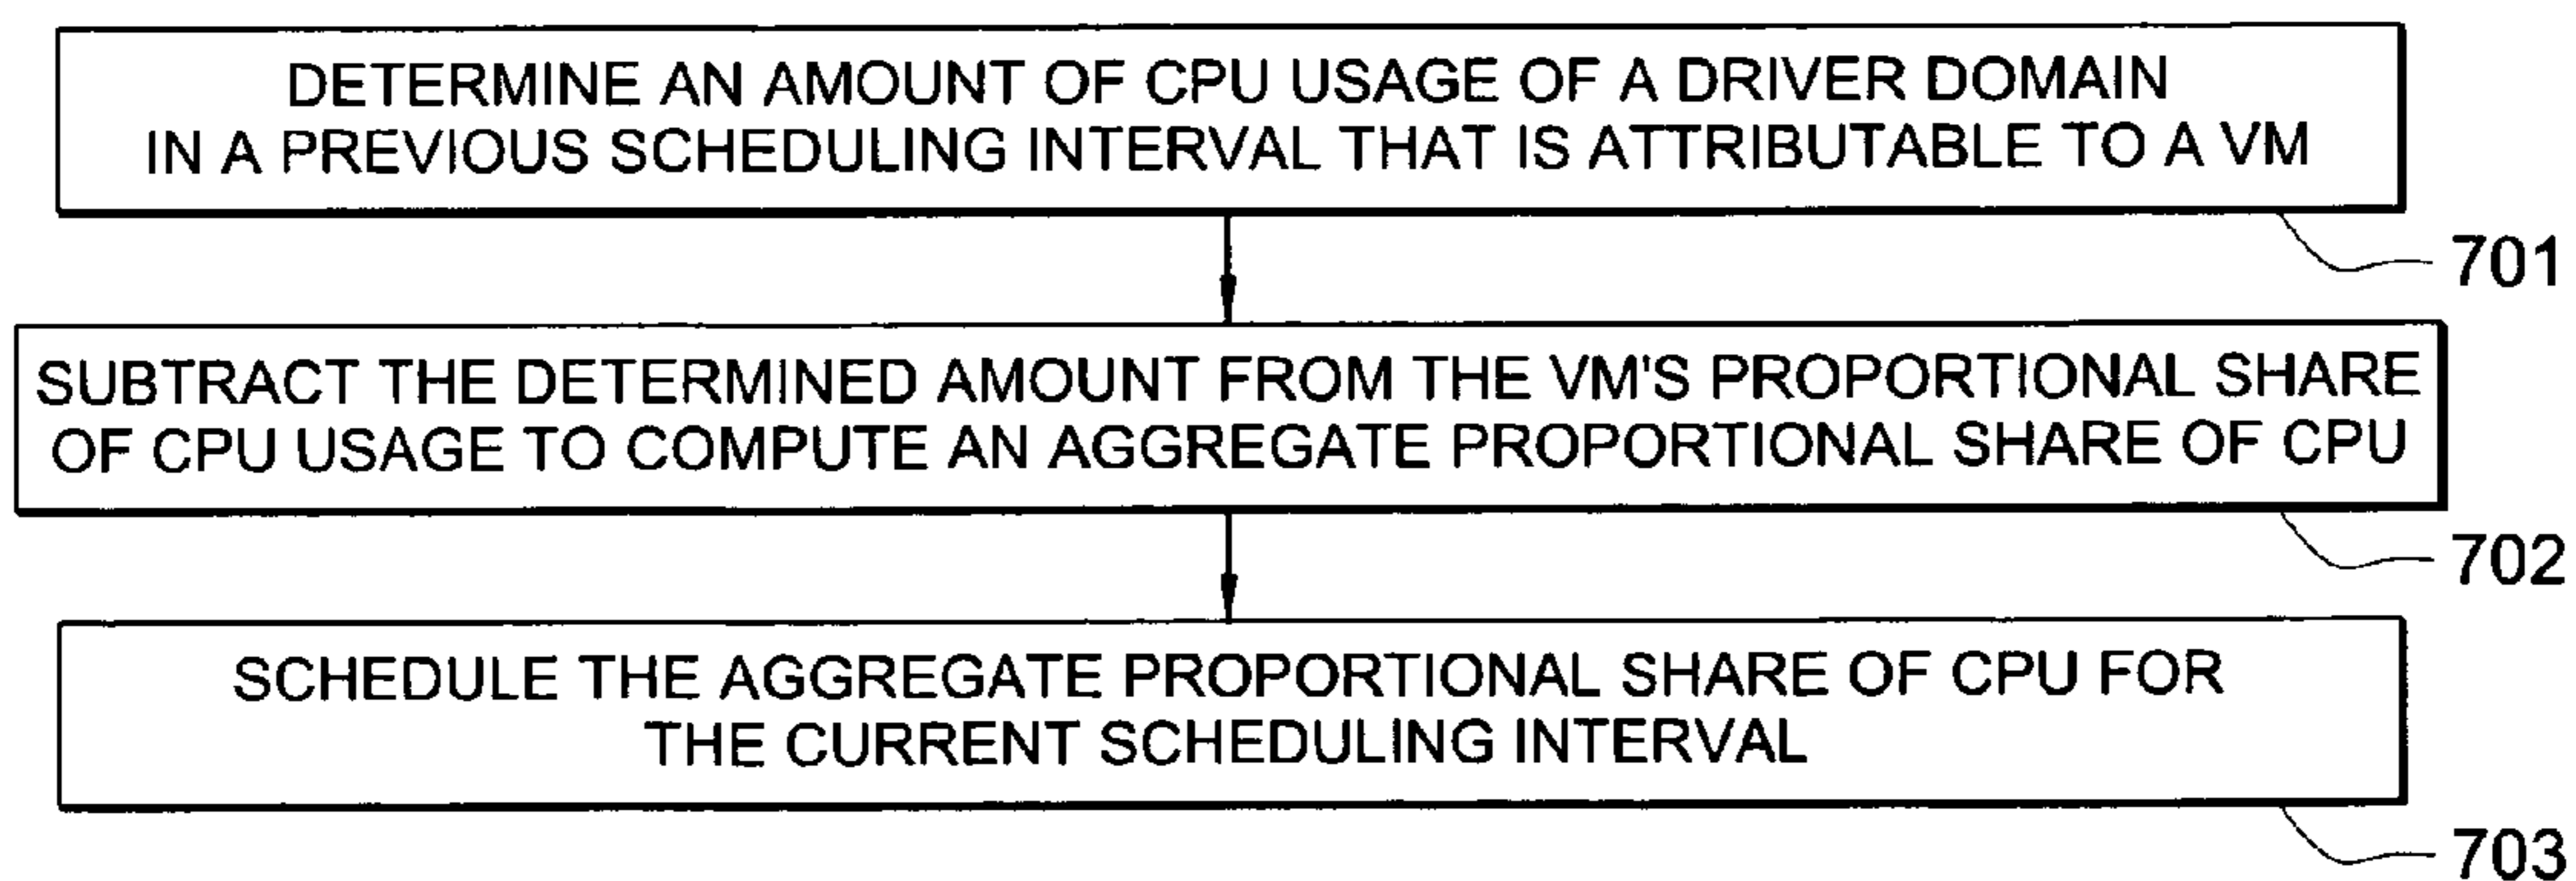 DETERMINE AN AMOUNT OF CPU USAGE OF A DRIVER DOMAIN
IN A PREVIOUS SCHEDULING INTERVAL THAT IS ATTRIBUTABLE TO A VM
701
SUBTRACT THE DETERMINED AMOUNT FROM THE VM'S PROPORTIONAL SHARE
OF CPU USAGE TO COMPUTE AN AGGREGATE PROPORTIONAL SHARE OF CPU
702
SCHEDULE THE AGGREGATE PROPORTIONAL SHARE OF CPU FOR
THE CURRENT SCHEDULING INTERVAL
703